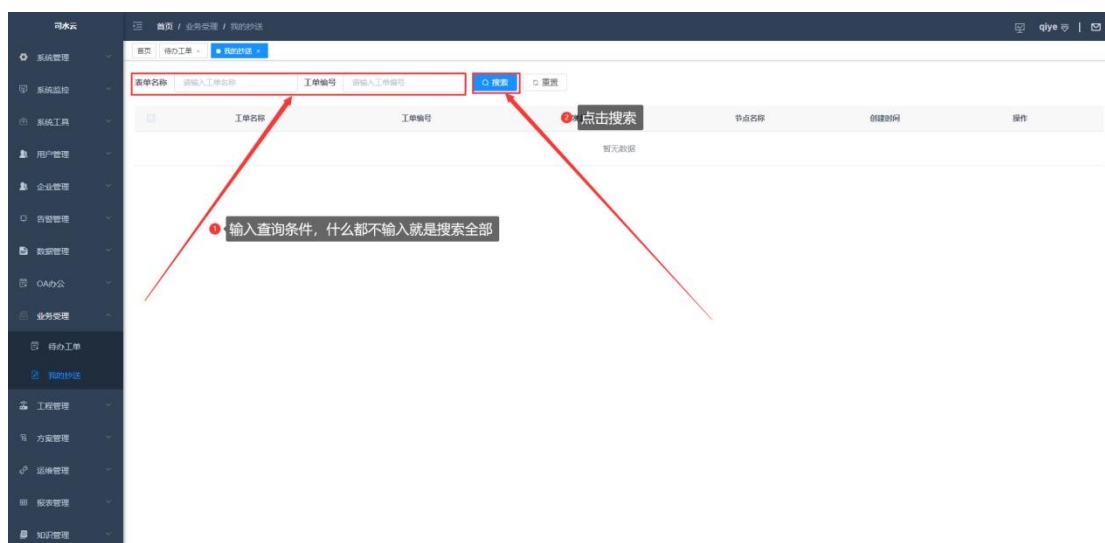 司水云
首页 / 业务受理 / 我的抄送
qiye
首页 待办工单 × 我的抄送 ×
表单名称 请输入工单名称 工单编号 请输入工单编号 搜索 重置
工单名称 工单编号 节点名称 创建时间 操作
2 点击搜索
暂无数据
1 输入查询条件，什么都不输入就是搜索全部
系统管理
系统监控
系统工具
用户管理
企业管理
告警管理
数据管理
OA办公
业务受理
待办工单
我的抄送
工程管理
方案管理
运维管理
报表管理
知识管理